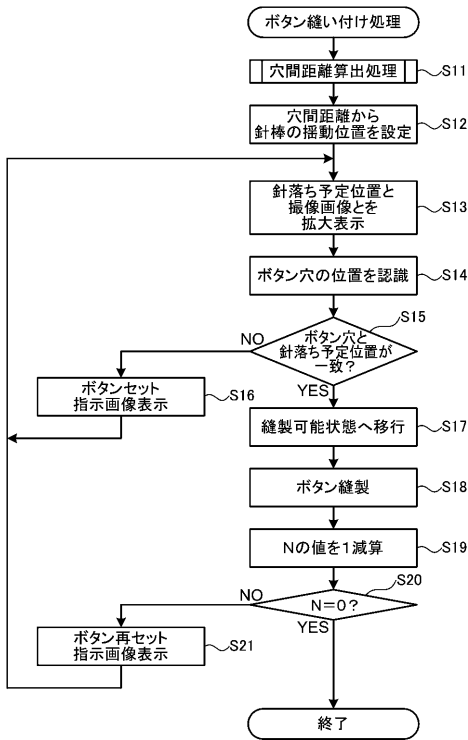 ボタン縫い付け処理
穴間距離算出処理
S11
穴間距離から
針棒の揺動位置を設定
S12
針落ち予定位置と
撮像画像とを
拡大表示
S13
ボタン穴の位置を認識
S14
S15
ボタン穴と
針落ち予定位置が
一致?
NO
YES
ボタンセット
指示画像表示
S16
縫製可能状態へ移行
S17
ボタン縫製
S18
Nの値を1減算
S19
S20
N=0?
NO
YES
ボタン再セット
指示画像表示
S21
終了